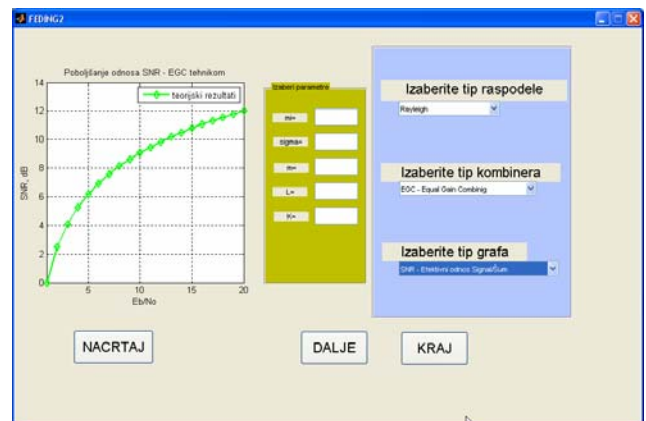 FEDING2
Poboljšanje odnosa SNR - EGC tehnikom
teorijski rezultati
14
12
10
8
6
4
2
0
SNR, dB
5 10 15 20
Eb/No
Izaberi parametre
mi=
sigma=
m=
L=
K=
Izaberite tip raspodele
Rayleigh
Izaberite tip kombinera
EGC - Equal Gain Combinig
Izaberite tip grafa
SNR - Efektivni odnos Signal/Šum
NACRTAJ
DALJE
KRAJ